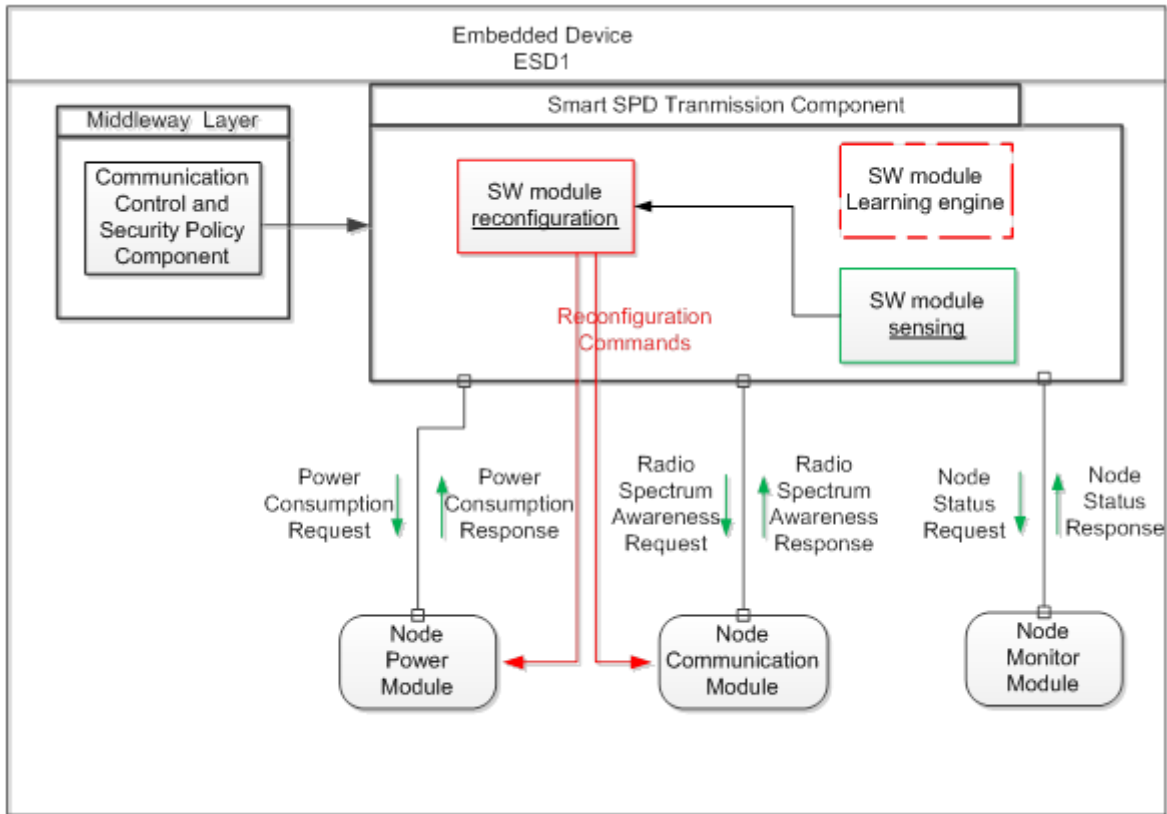 Embedded Device
ESD1
Smart SPD Tranmission Component
Middleway Layer
Communication
Control and
Security Policy
Component
SW module
reconfiguration
SW module
Learning engine
SW module
sensing
Reconfiguration
Commands
Power
Consumption
Request
Power
Consumption
Response
Radio
Spectrum
Awareness
Request
Radio
Spectrum
Awareness
Response
Node
Status
Request
Node
Status
Response
Node
Power
Module
Node
Communication
Module
Node
Monitor
Module